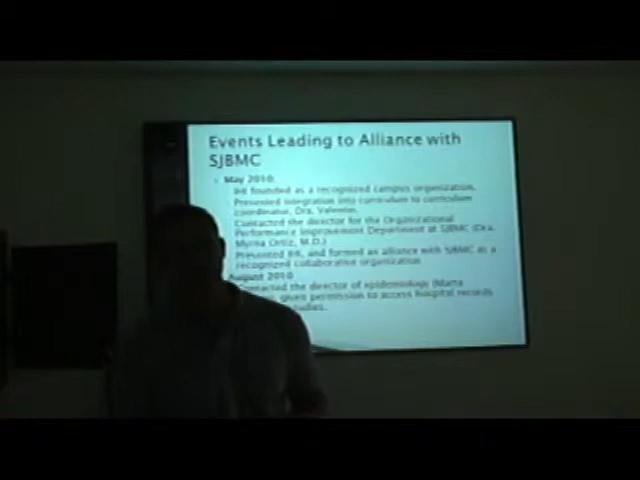 Events Leading to Alliance with
SJBMC
May 2010:
IHI founded as a recognized campus organization.
Presented integration into curriculum to curriculum
coordinator, Dra. Valentin.
Contacted the director for the Organizational
Performance Improvement Department at SJBMC (Dra.
Myrna Ortiz, M.D.)
Presented IHI, and formed an alliance with SJBMC as a
recognized collaborative organization
August 2010
Contacted the director of epidemiology (Marta
given permission to access hospital records
studies.